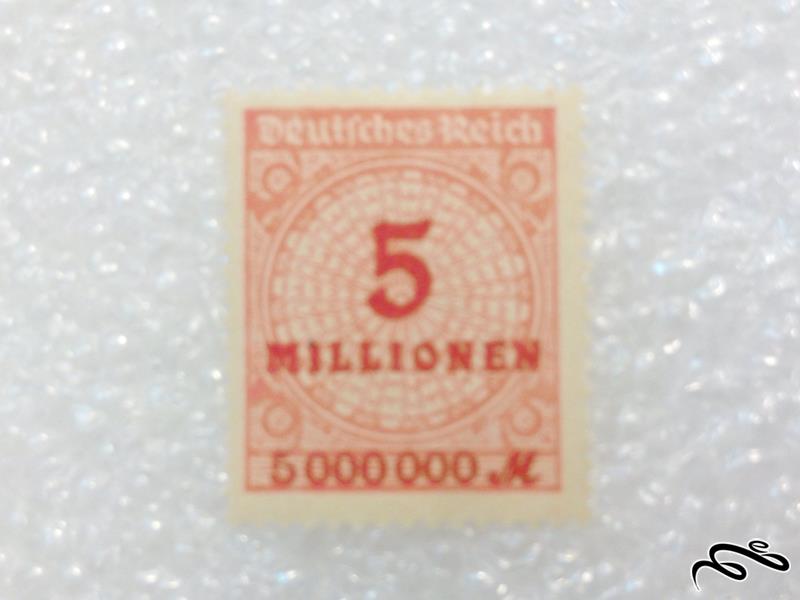 Deutsches Reich
5
MILLIONEN
5 000 000 M